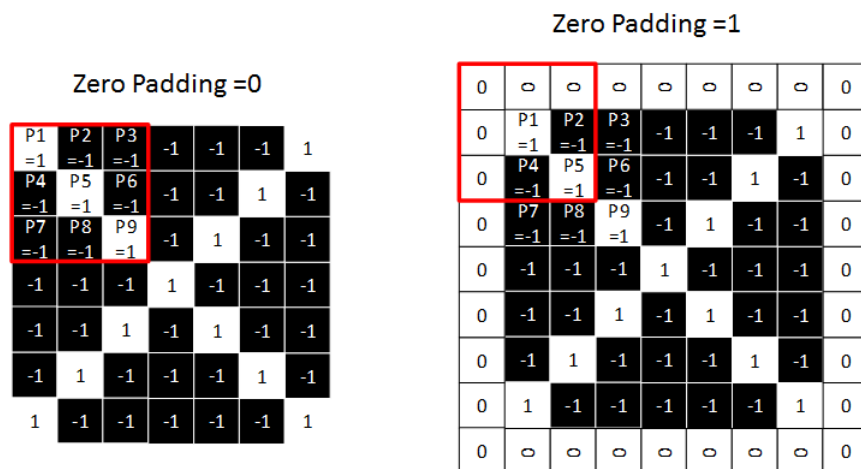 Zero Padding =0
P1 P2 P3
=1 =-1 =-1 -1 -1 -1 1
P4 P5 P6
=-1 =1 =-1 -1 -1 1 -1
P7 P8 P9
=-1 =-1 =1 -1 1 -1 -1
-1 -1 -1 1 -1 -1 -1
-1 -1 1 -1 1 -1 -1
-1 1 -1 -1 -1 1 -1
1 -1 -1 -1 -1 -1 1
Zero Padding =1
0 0 0 0 0 0 0 0 0
P1 P2 P3
0 =1 =-1 =-1 -1 -1 -1 1 0
P4 P5 P6
0 =-1 =1 =-1 -1 -1 1 -1 0
P7 P8 P9
0 =-1 =-1 =1 -1 1 -1 -1 0
0 -1 -1 -1 1 -1 -1 -1 0
0 -1 -1 1 -1 1 -1 -1 0
0 -1 1 -1 -1 -1 1 -1 0
0 1 -1 -1 -1 -1 -1 1 0
0 0 0 0 0 0 0 0 0